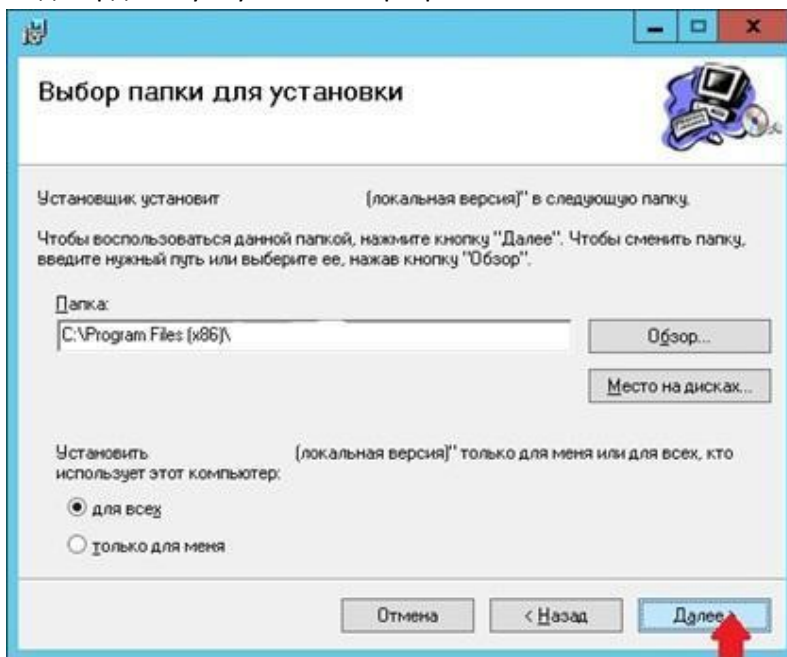 Выбор папки для установки
Установщик установит (локальная версия)" в следующую папку.
Чтобы воспользоваться данной папкой, нажмите кнопку "Далее". Чтобы сменить папку,
введите нужный путь или выберите ее, нажав кнопку "Обзор".
Папка:
C:\Program Files (x86)\
Обзор...
Место на дисках...
Установить (локальная версия)" только для меня или для всех, кто
использует этот компьютер:
для всех
только для меня
Отмена
< Назад
Далее >